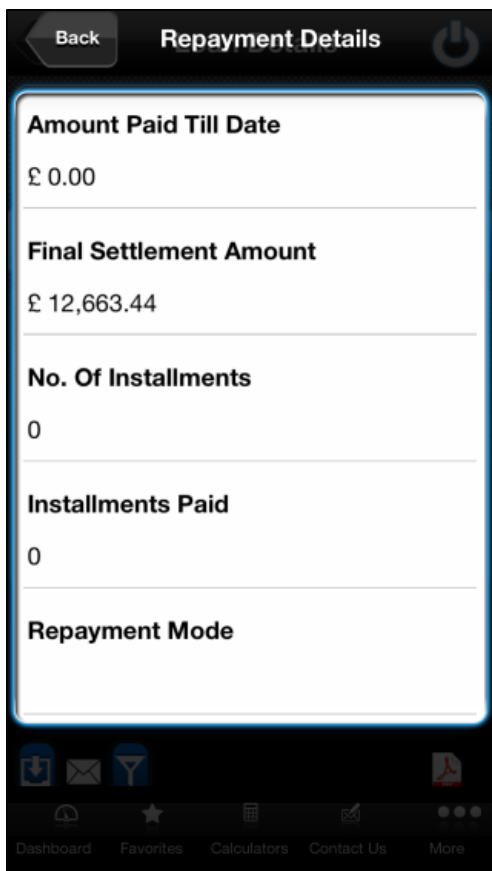 Back
Repayment Details
Amount Paid Till Date
£ 0.00
Final Settlement Amount
£ 12,663.44
No. Of Installments
0
Installments Paid
0
Repayment Mode
Dashboard Favorites Calculators Contact Us More